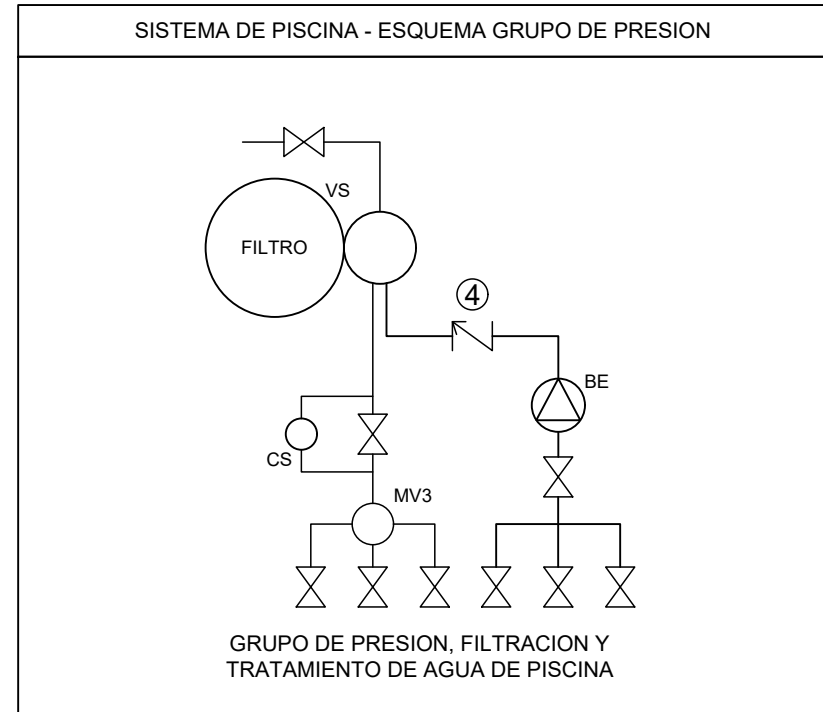 SISTEMA DE PISCINA - ESQUEMA GRUPO DE PRESION
VS
FILTRO
4
BE
CS
MV3
GRUPO DE PRESION, FILTRACION Y
TRATAMIENTO DE AGUA DE PISCINA